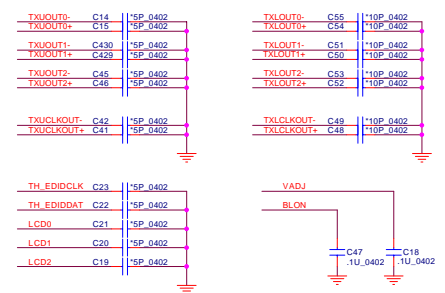 TXUOUT0- C14 *5P_0402
TXUOUT0+ C15 *5P_0402
TXUOUT1- C430 *5P_0402
TXUOUT1+ C429 *5P_0402
TXUOUT2- C45 *5P_0402
TXUOUT2+ C46 *5P_0402
TXUCLKOUT- C42 *5P_0402
TXUCLKOUT+ C41 *5P_0402
TXLOUT0- C55 *10P_0402
TXLOUT0+ C54 *10P_0402
TXLOUT1- C51 *10P_0402
TXLOUT1+ C50 *10P_0402
TXLOUT2- C53 *10P_0402
TXLOUT2+ C52 *10P_0402
TXLCLKOUT- C49 *10P_0402
TXLCLKOUT+ C48 *10P_0402
TH_EDIDCLK C23 *5P_0402
TH_EDIDDAT C22 *5P_0402
LCD0 C21 *5P_0402
LCD1 C20 *5P_0402
LCD2 C19 *5P_0402
VADJ
BLON
C47 .1U_0402
C18 .1U_0402